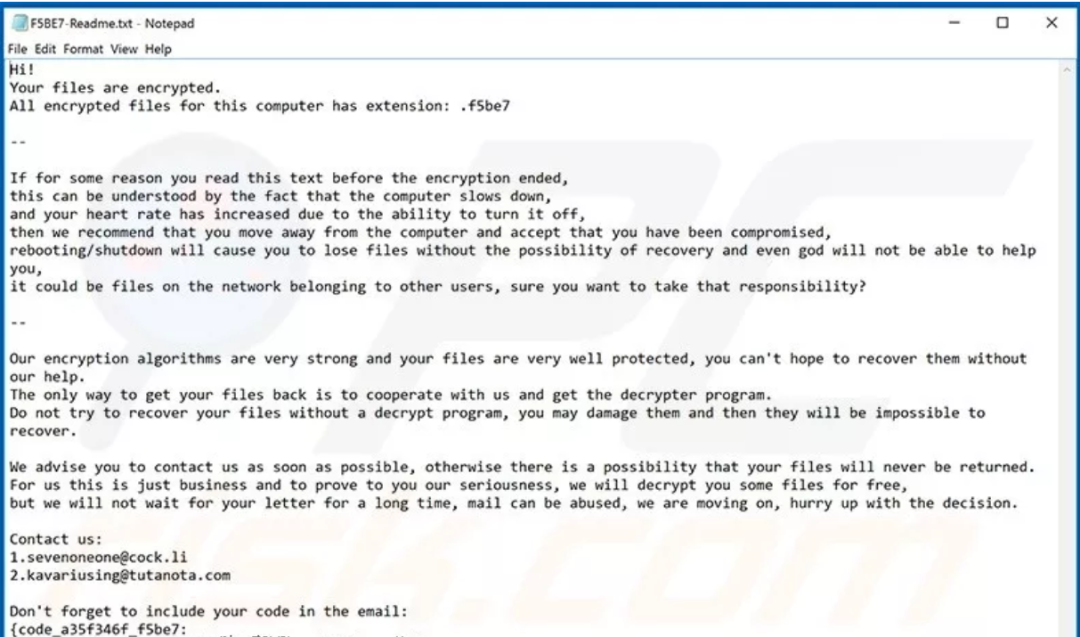 F5BE7-Readme.txt - Notepad
File Edit Format View Help
Hi!
Your files are encrypted.
All encrypted files for this computer has extension: .f5be7
--
If for some reason you read this text before the encryption ended,
this can be understood by the fact that the computer slows down,
and your heart rate has increased due to the ability to turn it off,
then we recommend that you move away from the computer and accept that you have been compromised,
rebooting/shutdown will cause you to lose files without the possibility of recovery and even god will not be able to help
you,
it could be files on the network belonging to other users, sure you want to take that responsibility?
--
Our encryption algorithms are very strong and your files are very well protected, you can't hope to recover them without
our help.
The only way to get your files back is to cooperate with us and get the decrypter program.
Do not try to recover your files without a decrypt program, you may damage them and then they will be impossible to
recover.
We advise you to contact us as soon as possible, otherwise there is a possibility that your files will never be returned.
For us this is just business and to prove to you our seriousness, we will decrypt you some files for free,
but we will not wait for your letter for a long time, mail can be abused, we are moving on, hurry up with the decision.
Contact us:
1.sevenoneone@cock.li
2.kavariusing@tutanota.com
Don't forget to include your code in the email:
{code_a35f346f_f5be7:
PC
risk.com